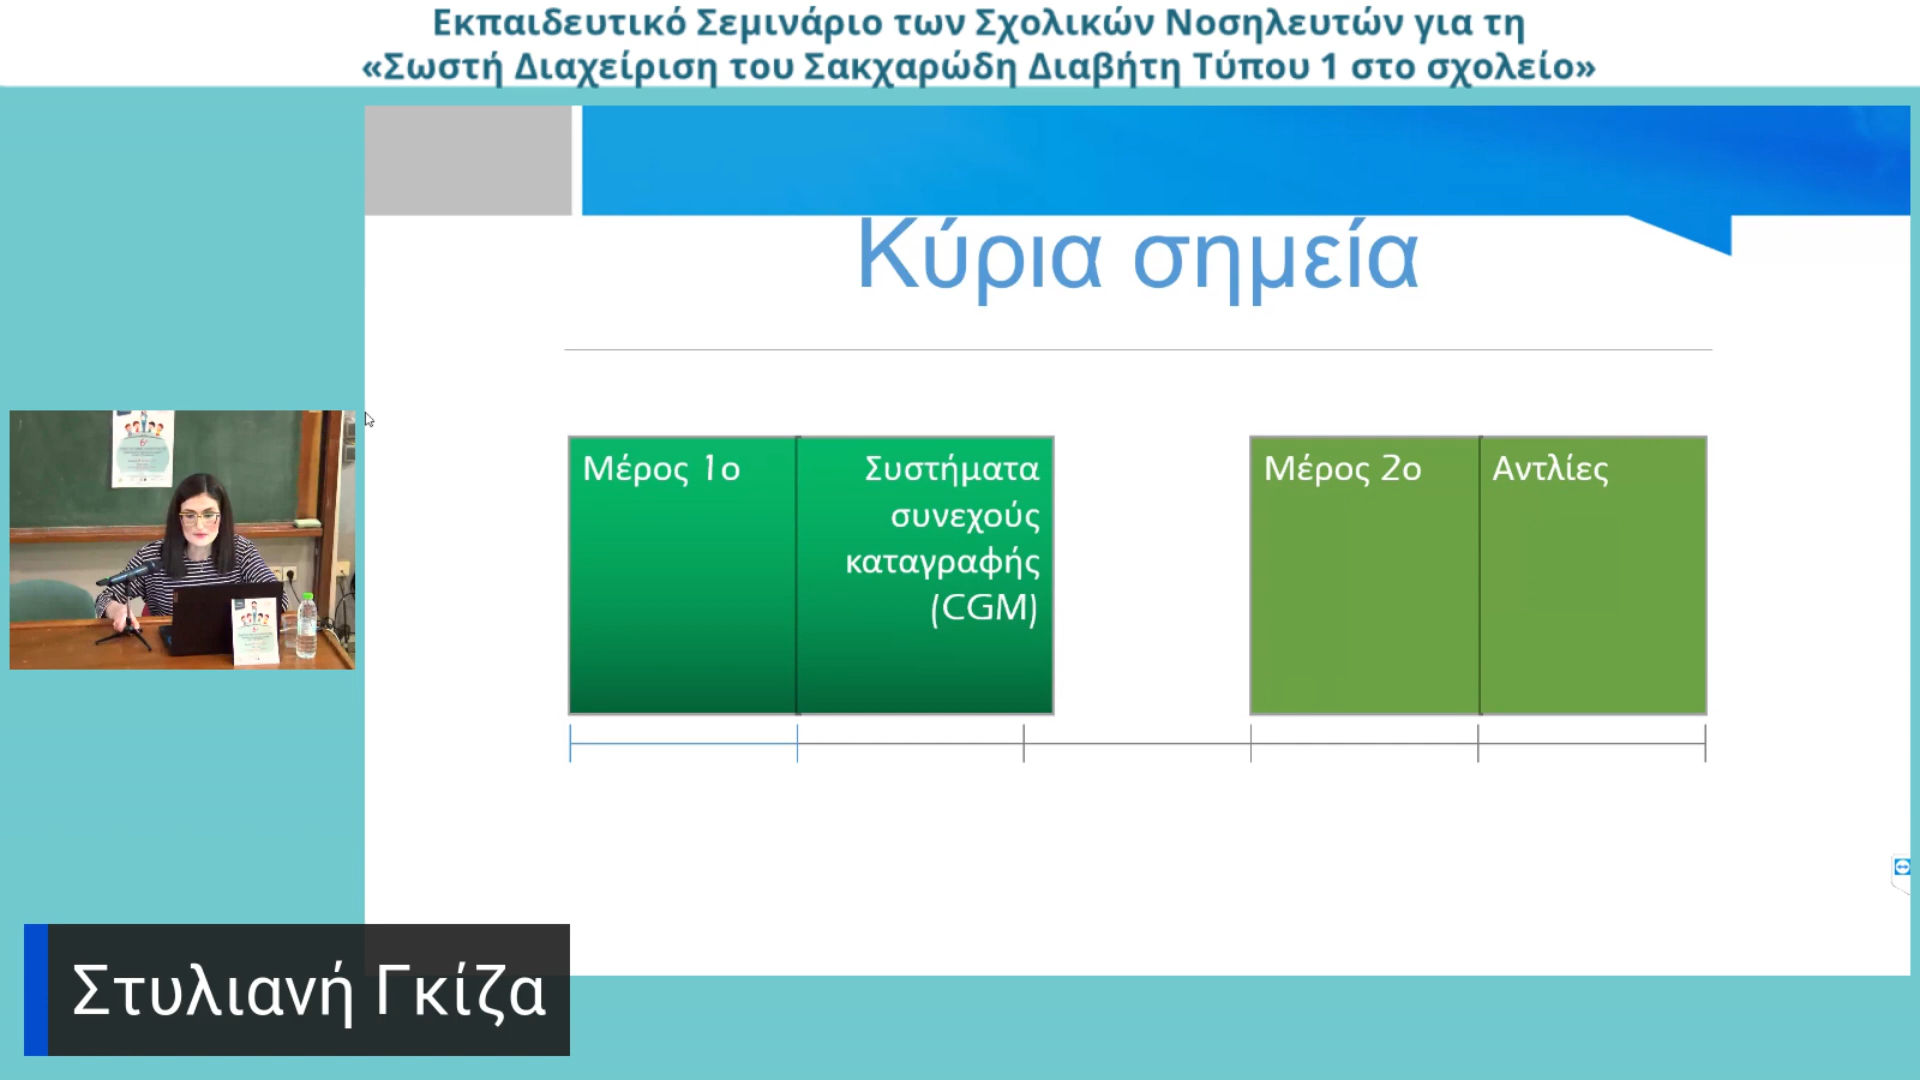 Εκπαιδευτικό Σεμινάριο των Σχολικών Νοσηλευτών για τη
«Σωστή Διαχείριση του Σακχαρώδη Διαβήτη Τύπου 1 στο σχολείο»
Κύρια σημεία
Μέρος 1ο
Συστήματα
συνεχούς
καταγραφής
(CGM)
Μέρος 2ο
Αντλίες
Στυλιανή Γκίζα